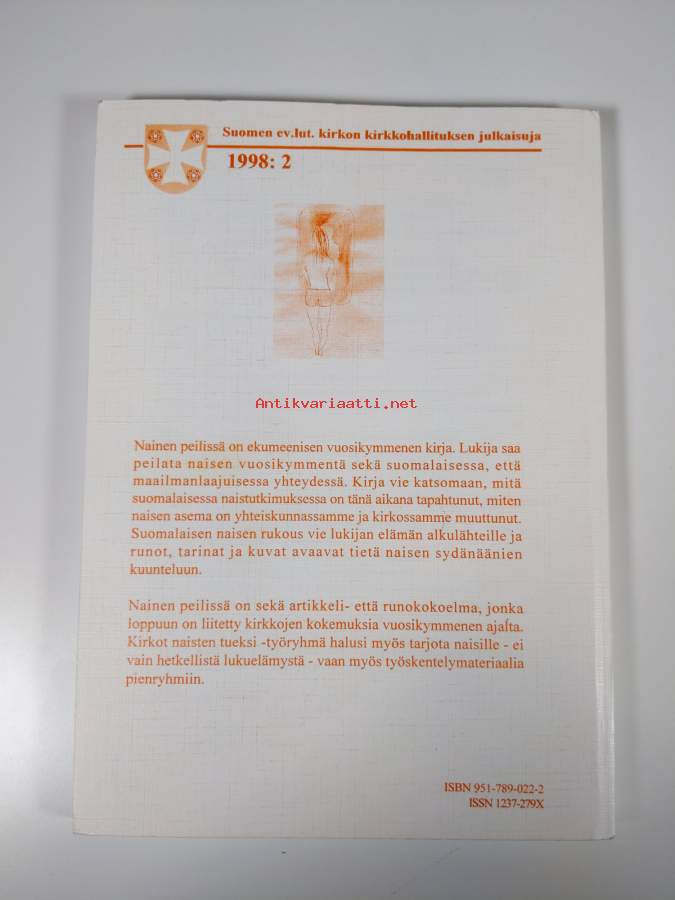 Suomen ev.lut. kirkon kirkkohallituksen julkaisuja
1998: 2
Antikvariaatti.net
Nainen peilissä on ekumeenisen vuosikymmenen kirja. Lukija saa
peilata naisen vuosikymmentä sekä suomalaisessa, että
maailmanlaajuisessa yhteydessä. Kirja vie katsomaan, mitä
suomalaisessa naistutkimuksessa on tänä aikana tapahtunut, miten
naisen asema on yhteiskunnassamme ja kirkossamme muuttunut.
Suomalaisen naisen rukous vie lukijan elämän alkulähteille ja
runot, tarinat ja kuvat avaavat tietä naisen sydänäänien
kuunteluun.
Nainen peilissä on sekä artikkeli- että runokokoelma, jonka
loppuun on liitetty kirkkojen kokemuksia vuosikymmenen ajalta.
Kirkot naisten tueksi -työryhmä halusi myös tarjota naisille - ei
vain hetkellistä lukuelämystä - vaan myös työskentelymateriaalia
pienryhmiin.
ISBN 951-789-022-2
ISSN 1237-279X